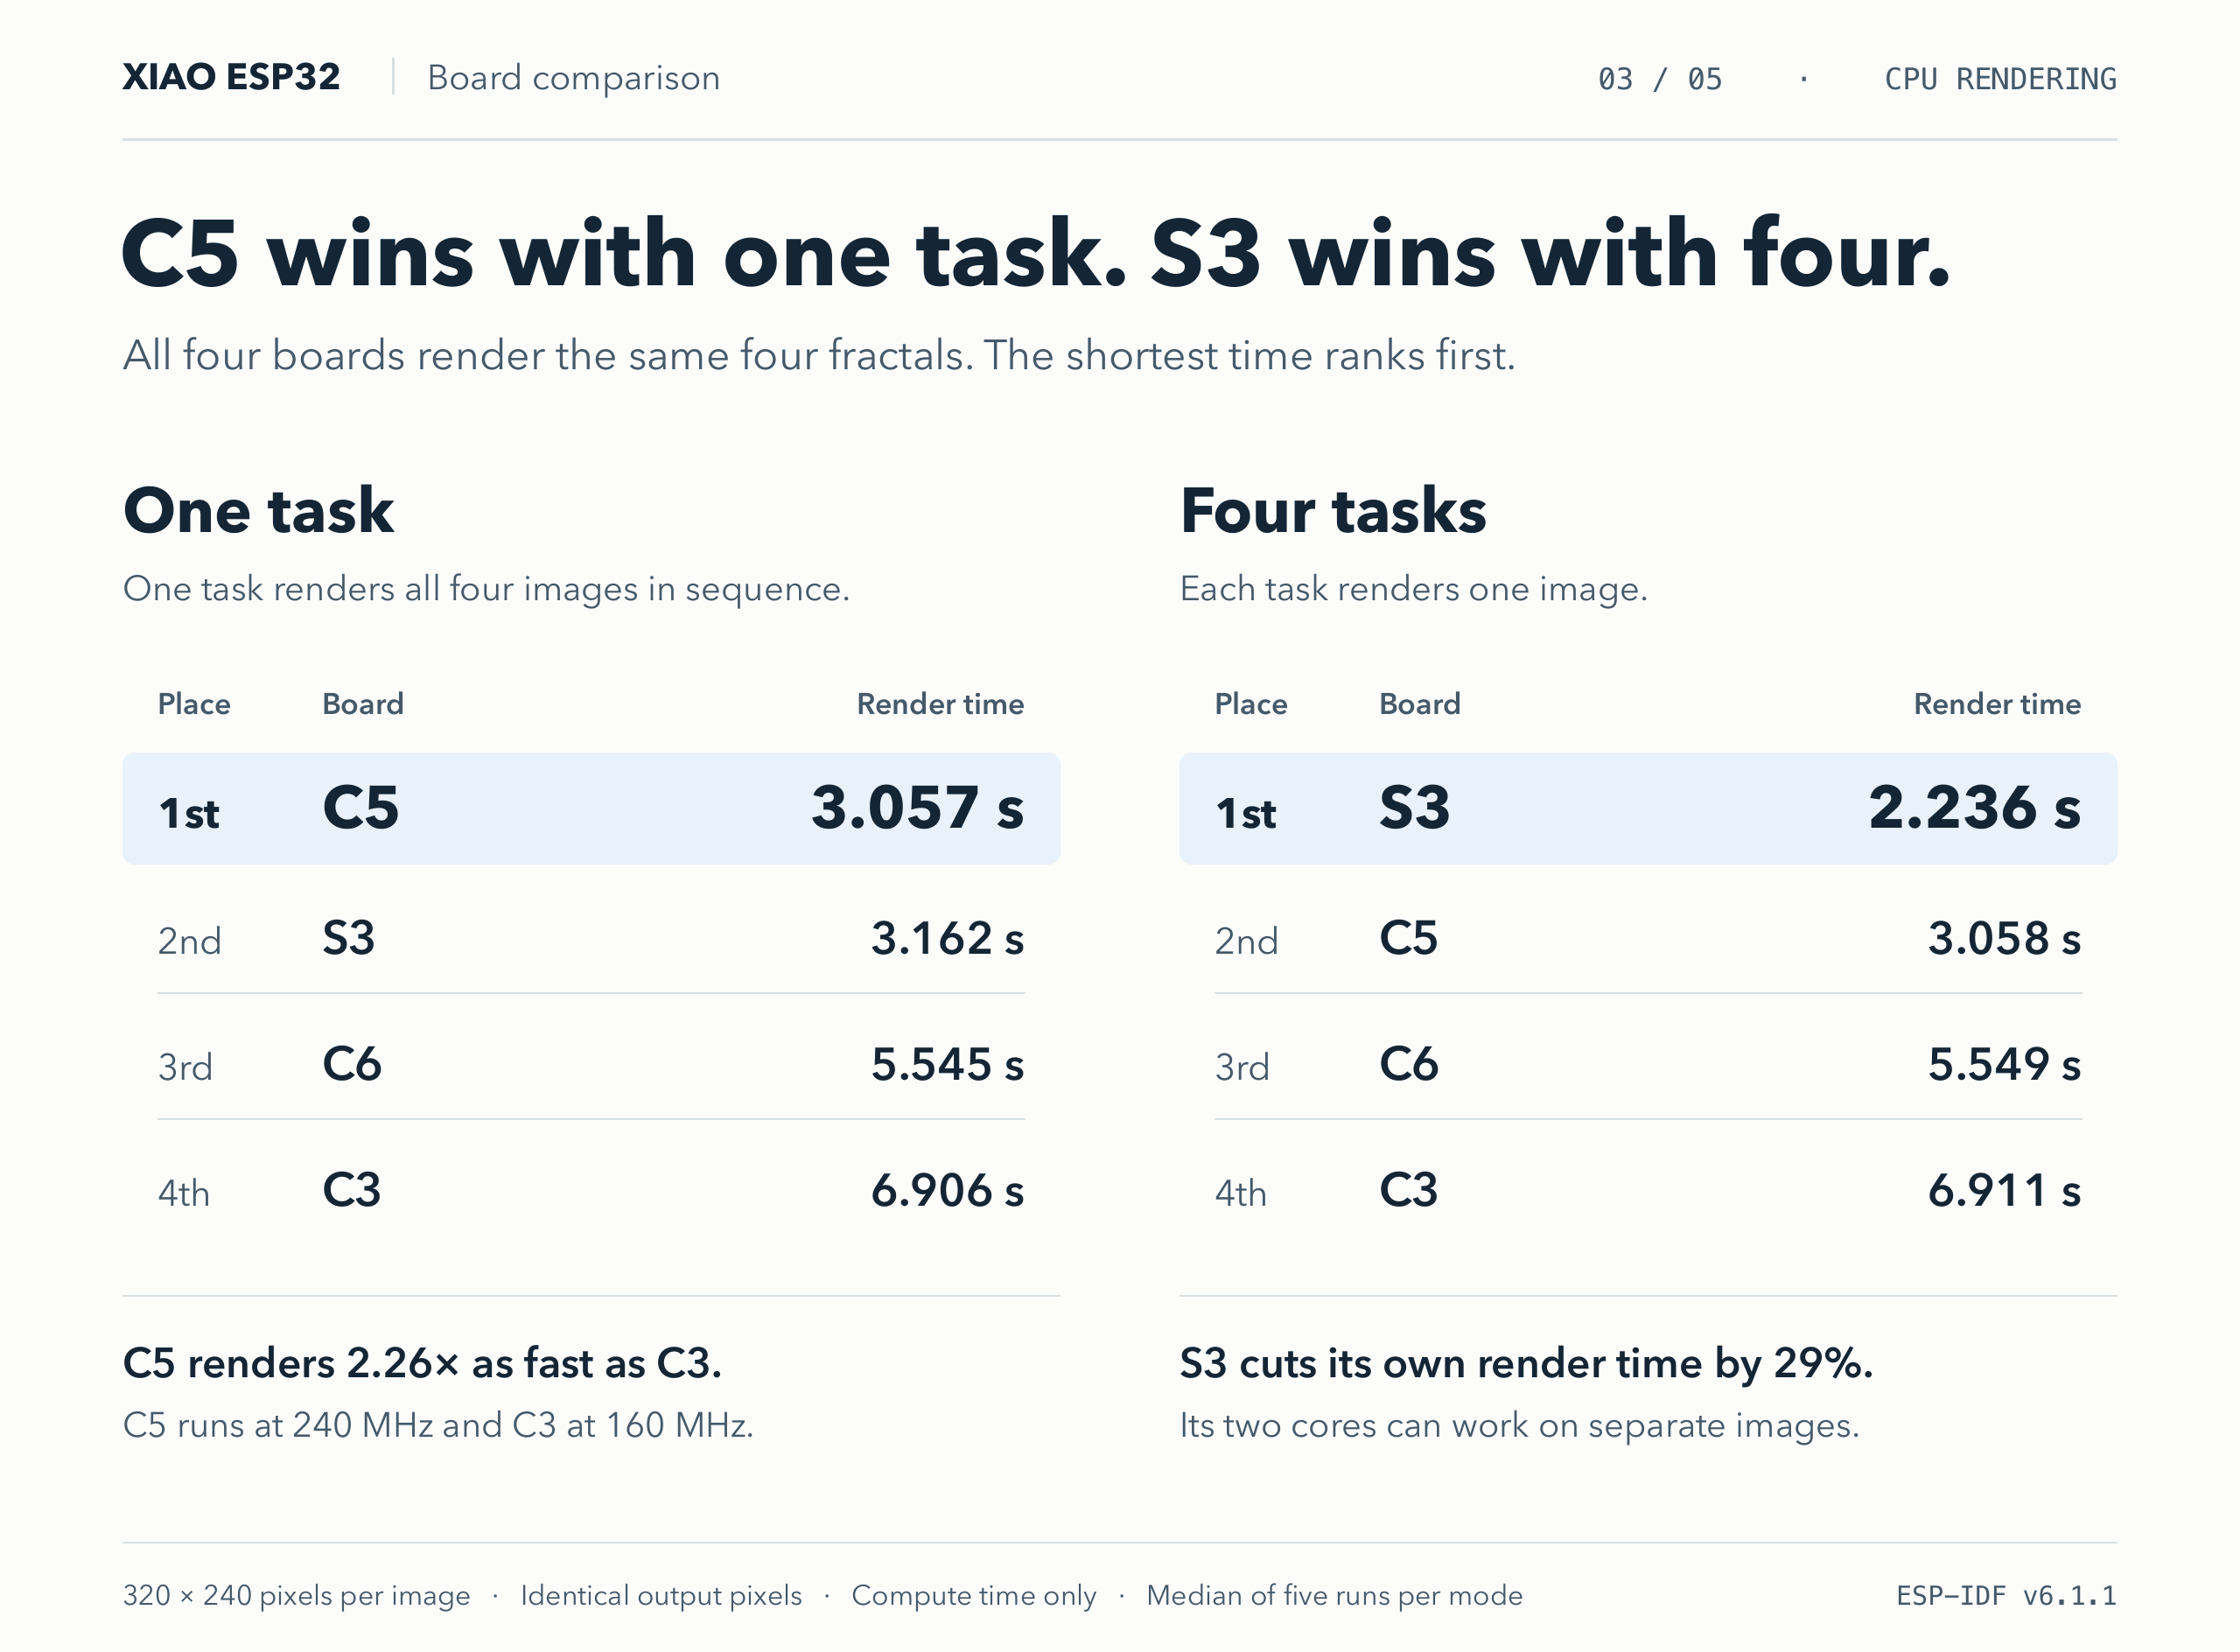 XIAO ESP32 | Board comparison
03 / 05 · CPU RENDERING
C5 wins with one task. S3 wins with four.
All four boards render the same four fractals. The shortest time ranks first.
One task
One task renders all four images in sequence.
Place Board Render time
1st C5 3.057 s
2nd S3 3.162 s
3rd C6 5.545 s
4th C3 6.906 s
C5 renders 2.26× as fast as C3.
C5 runs at 240 MHz and C3 at 160 MHz.
Four tasks
Each task renders one image.
Place Board Render time
1st S3 2.236 s
2nd C5 3.058 s
3rd C6 5.549 s
4th C3 6.911 s
S3 cuts its own render time by 29%.
Its two cores can work on separate images.
320 × 240 pixels per image · Identical output pixels · Compute time only · Median of five runs per mode
ESP–IDF v6.1.1